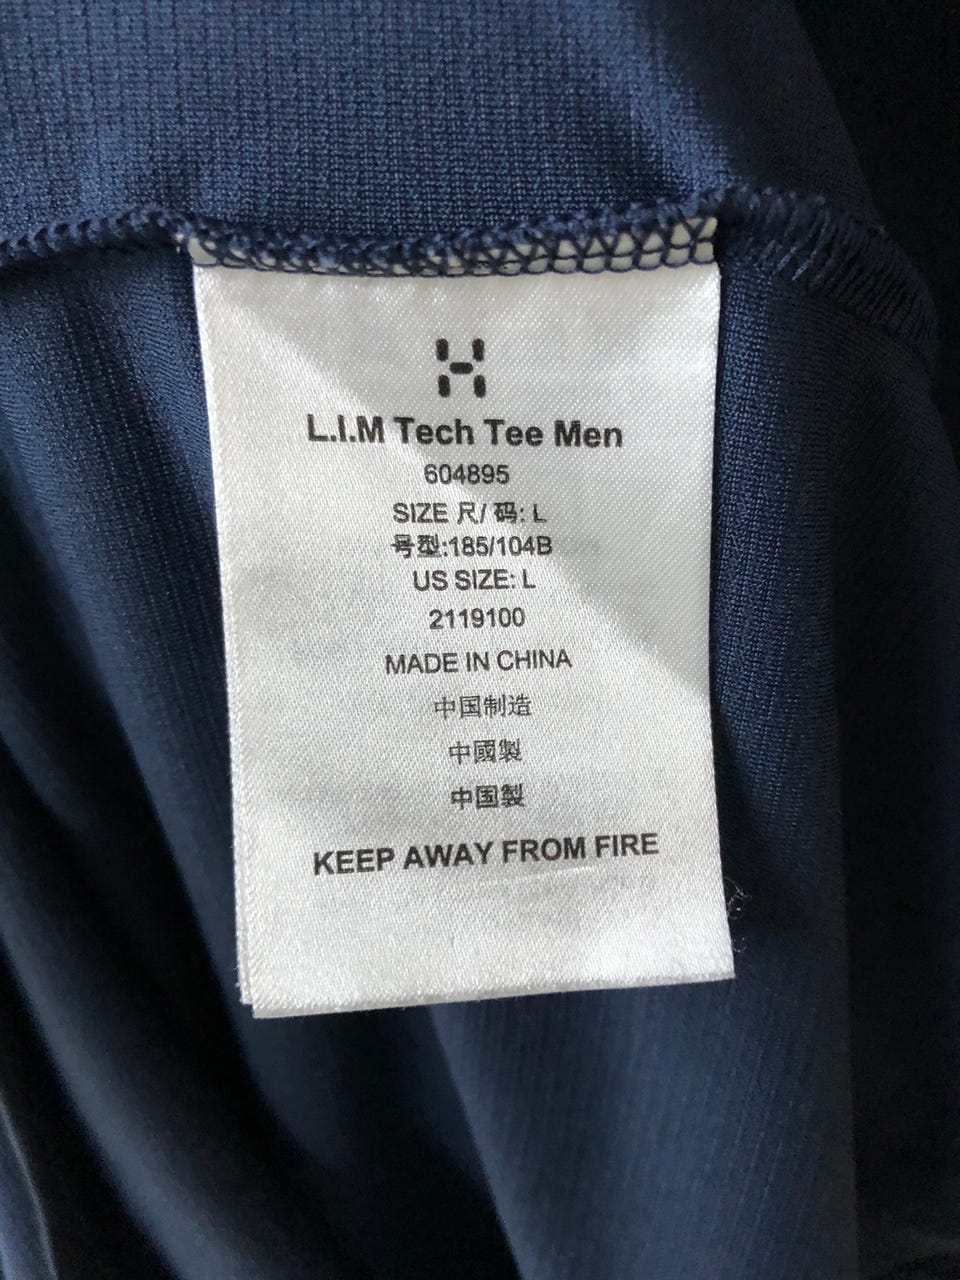 L.I.M Tech Tee Men
604895
SIZE 尺/ 码: L
号型:185/104B
US SIZE: L
2119100
MADE IN CHINA
中国制造
中國製
中国製
KEEP AWAY FROM FIRE